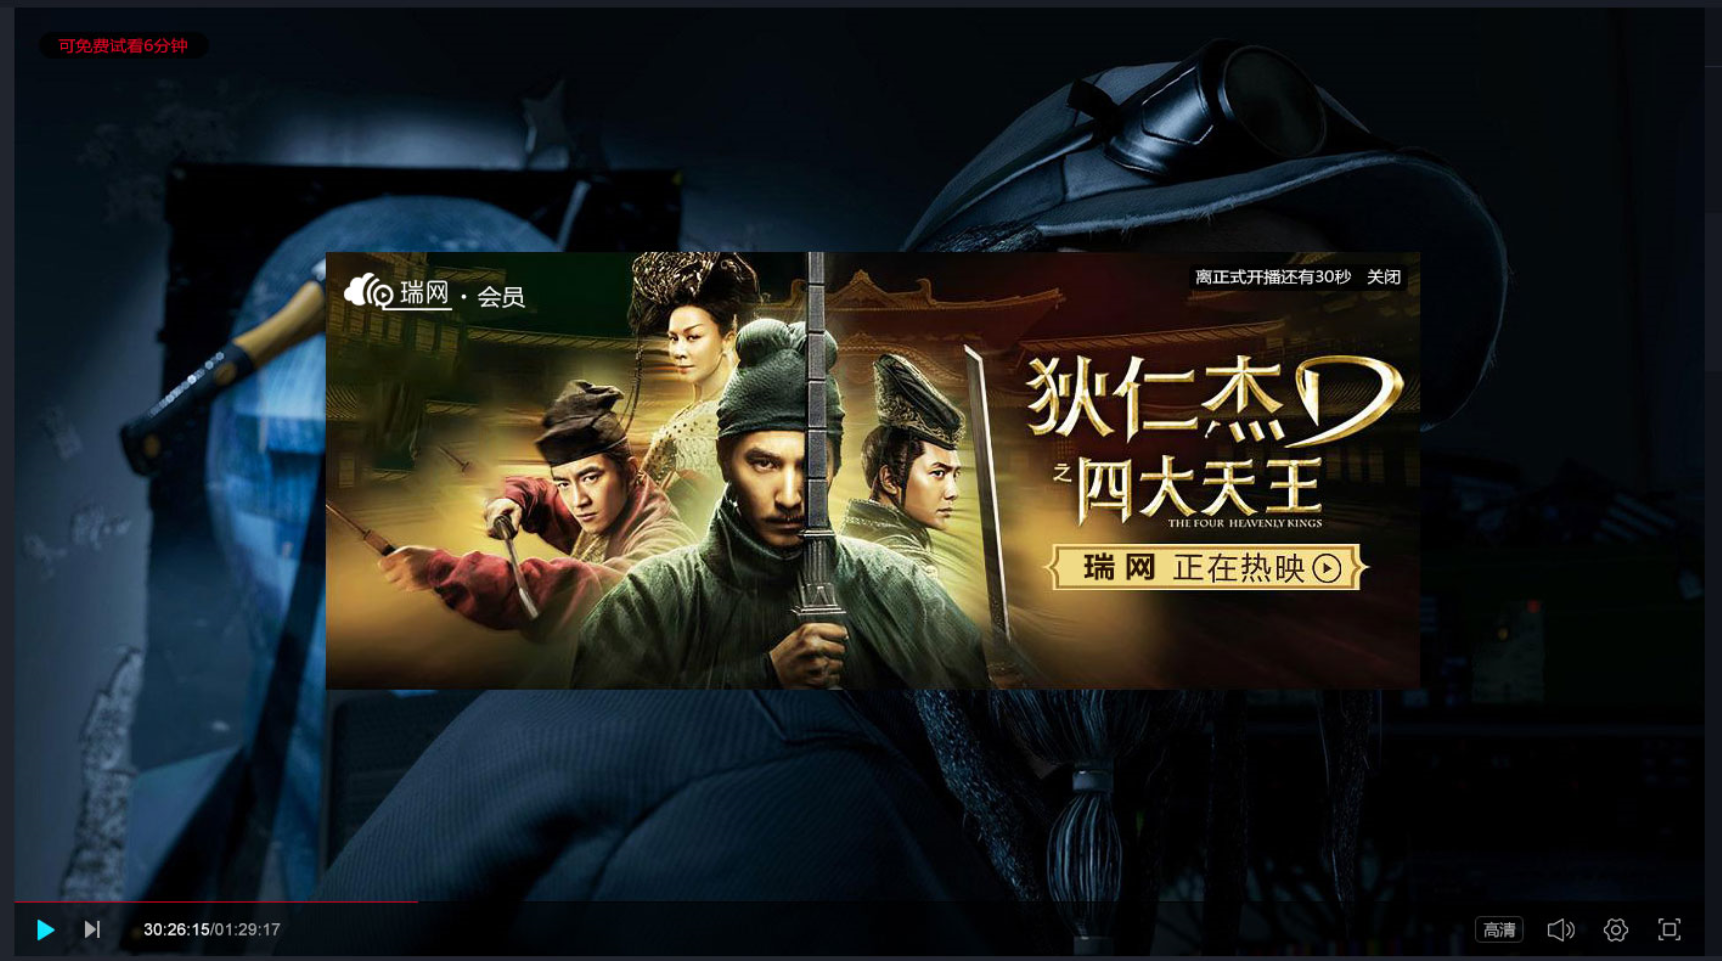 可免费试看6分钟
瑞网·会员
离正式开播还有30秒 关闭
狄仁杰
之四大天王
THE FOUR HEAVENLY KINGS
瑞网 正在热映
30:26:15/01:29:17
高清